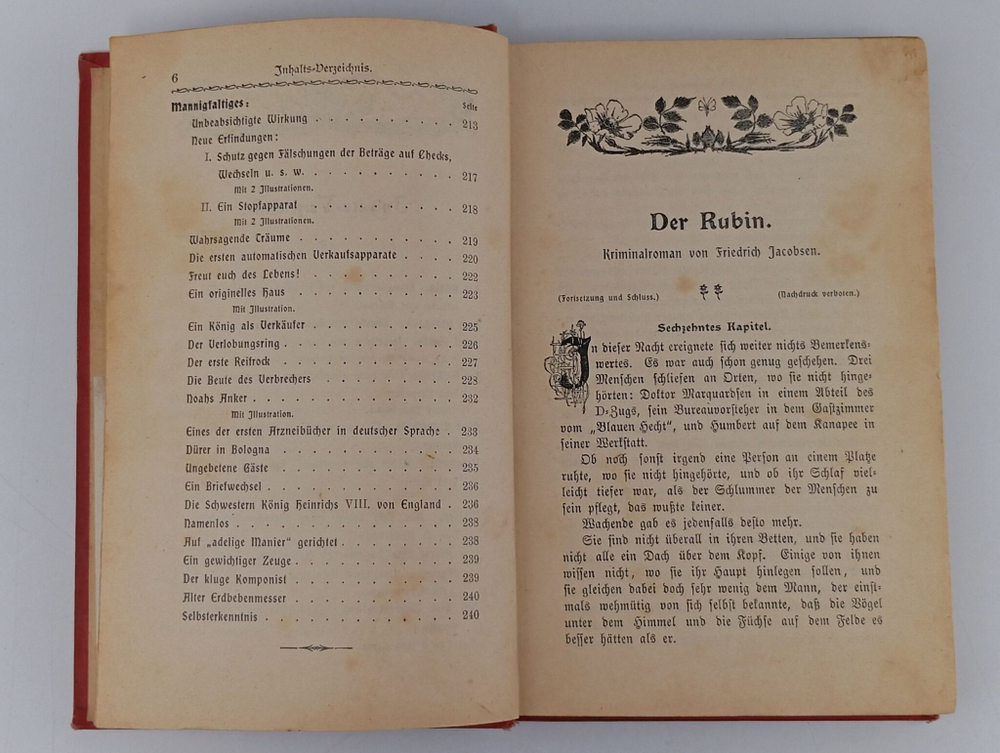 6
Inhalts-Verzeichnis.
Mannigfaltiges:
Seite
Unbeabsichtigte Wirkung . . . . . . . . . . 213
Neue Erfindungen:
I. Schutz gegen Fälschungen der Beträge auf Checks,
Wechseln u. s. w. . . . . . . . . . . 217
Mit 2 Illustrationen.
II. Ein Stopfapparat . . . . . . . . . . 218
Mit 2 Illustrationen.
Wahrsagende Träume . . . . . . . . . . . 219
Die ersten automatischen Verkaufsapparate . . . . 220
Freut euch des Lebens! . . . . . . . . . . 222
Ein originelles Haus . . . . . . . . . . . 223
Mit Illustration.
Ein König als Verkäufer . . . . . . . . . . 225
Der Verlobungsring . . . . . . . . . . . . 226
Der erste Reifrock . . . . . . . . . . . . 227
Die Beute des Verbrechers . . . . . . . . . 228
Noahs Anker . . . . . . . . . . . . . . 232
Mit Illustration.
Eines der ersten Arzneibücher in deutscher Sprache . 233
Dürer in Bologna . . . . . . . . . . . . 234
Ungebetene Gäste . . . . . . . . . . . . 235
Ein Briefwechsel . . . . . . . . . . . . . 236
Die Schwestern König Heinrichs VIII. von England . 236
Namenlos . . . . . . . . . . . . . . . 238
Auf „adelige Manier“ gerichtet . . . . . . . . 238
Ein gewichtiger Zeuge . . . . . . . . . . . 239
Der kluge Komponist . . . . . . . . . . . 239
Alter Erdbebenmesser . . . . . . . . . . . 240
Selbsterkenntnis . . . . . . . . . . . . . 240
Der Rubin.
Kriminalroman von Friedrich Jacobsen.
(Fortsetzung und Schluss.) (Nachdruck verboten.)
Sechzehntes Kapitel.
In dieser Nacht ereignete sich weiter nichts Bemerkens-
wertes. Es war auch schon genug geschehen. Drei
Menschen schliefen an Orten, wo sie nicht hinge-
hörten: Doktor Marquardsen in einem Abteil des
D-Zugs, sein Bureauvorsteher in dem Gastzimmer
vom „Blauen Hecht“, und Humbert auf dem Kanapee in
seiner Werkstatt.
Ob noch sonst irgend eine Person an einem Platze
ruhte, wo sie nicht hingehörte, und ob ihr Schlaf viel-
leicht tiefer war, als der Schlummer der Menschen zu
sein pflegt, das wußte keiner.
Wachende gab es jedenfalls desto mehr.
Sie sind nicht überall in ihren Betten, und sie haben
nicht alle ein Dach über dem Kopf. Einige von ihnen
wissen nicht, wo sie ihr Haupt hinlegen sollen, und
sie gleichen dabei doch sehr wenig dem Mann, der einst-
mals wehmütig von sich selbst bekannte, daß die Vögel
unter dem Himmel und die Füchse auf dem Felde es
besser hätten als er.